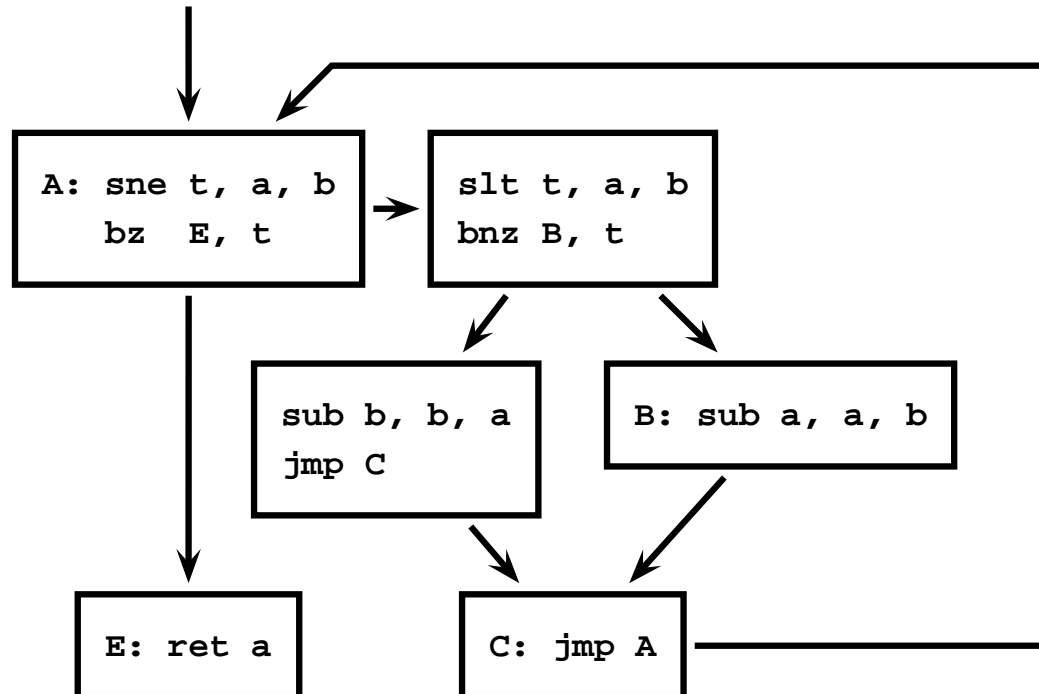 A: sne t, a, b
bz E, t
slt t, a, b
bnz B, t
sub b, b, a
jmp C
B: sub a, a, b
E: ret a
C: jmp A